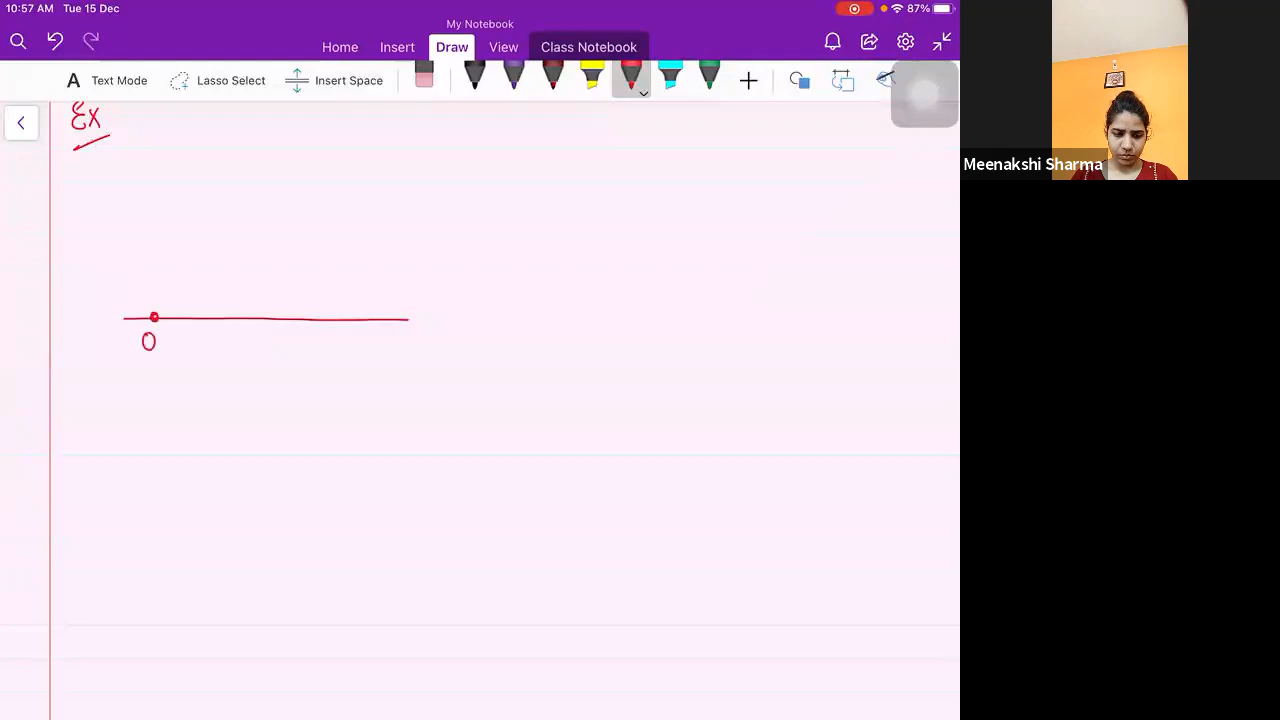 10:57 AM Tue 15 Dec
87%
My Notebook
Home Insert Draw View Class Notebook
A Text Mode Lasso Select Insert Space
Ex
Meenakshi Sharma
0